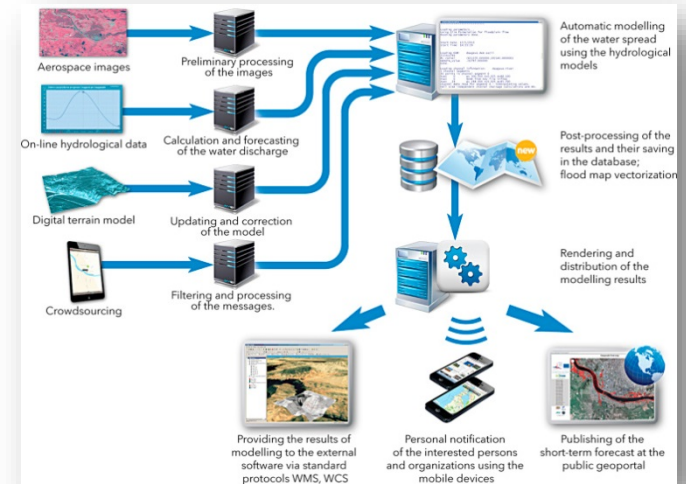 Aerospace images
Preliminary processing
of the images
Automatic modelling
of the water spread
using the hydrological
models
On-line hydrological data
Calculation and forecasting
of the water discharge
Post-processing of the
results and their saving
in the database;
flood map vectorization
new
Digital terrain model
Updating and correction
of the model
Rendering and
distribution of the
modelling results
Crowdsourcing
Filtering and processing
of the messages.
Providing the results of
modelling to the external
software via standard
protocols WMS, WCS
Personal notification
of the interested persons
and organizations using the
mobile devices
Publishing of the
short-term forecast at the
public geoportal